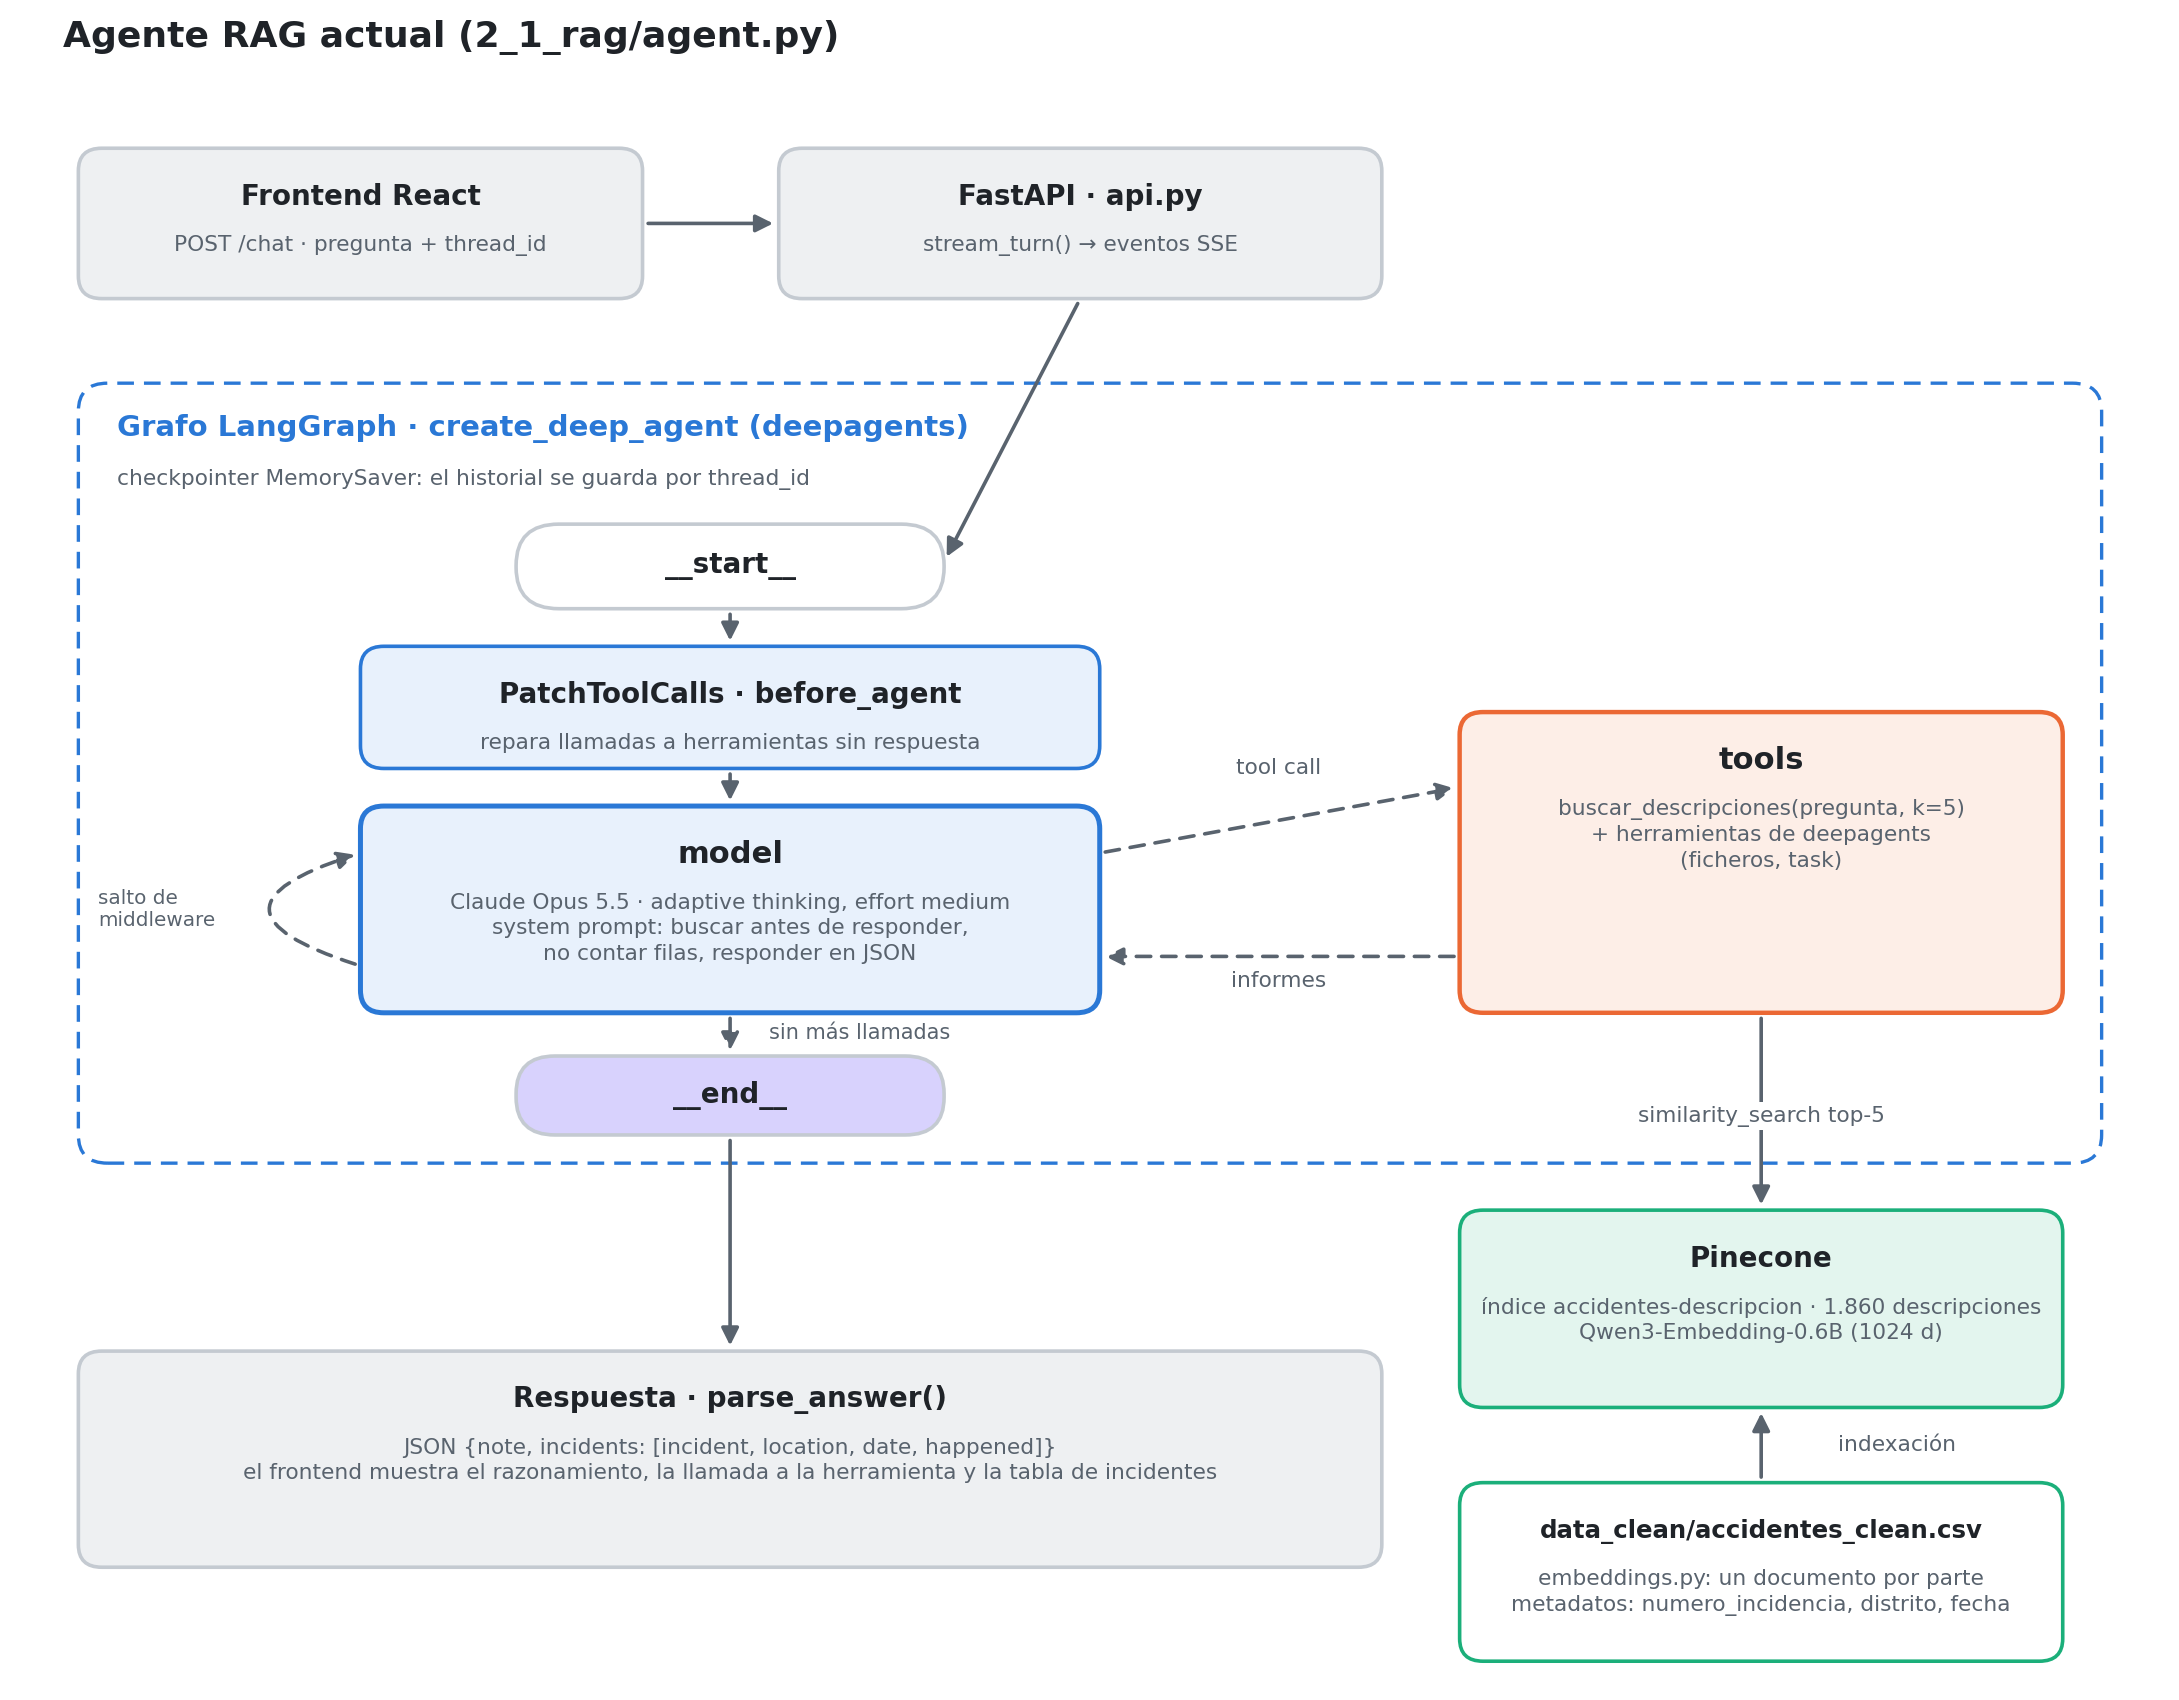 Agente RAG actual (2_1_rag/agent.py)
Frontend React
POST /chat · pregunta + thread_id
FastAPI · api.py
stream_turn() → eventos SSE
Grafo LangGraph · create_deep_agent (deepagents)
checkpointer MemorySaver: el historial se guarda por thread_id
__start__
PatchToolCalls · before_agent
repara llamadas a herramientas sin respuesta
tool call
tools
buscar_descripciones(pregunta, k=5)
+ herramientas de deepagents
(ficheros, task)
salto de
middleware
model
Claude Opus 5.5 · adaptive thinking, effort medium
system prompt: buscar antes de responder,
no contar filas, responder en JSON
informes
sin más llamadas
__end__
similarity_search top-5
Pinecone
índice accidentes-descripcion · 1.860 descripciones
Qwen3-Embedding-0.6B (1024 d)
Respuesta · parse_answer()
JSON {note, incidents: [incident, location, date, happened]}
el frontend muestra el razonamiento, la llamada a la herramienta y la tabla de incidentes
indexación
data_clean/accidentes_clean.csv
embeddings.py: un documento por parte
metadatos: numero_incidencia, distrito, fecha